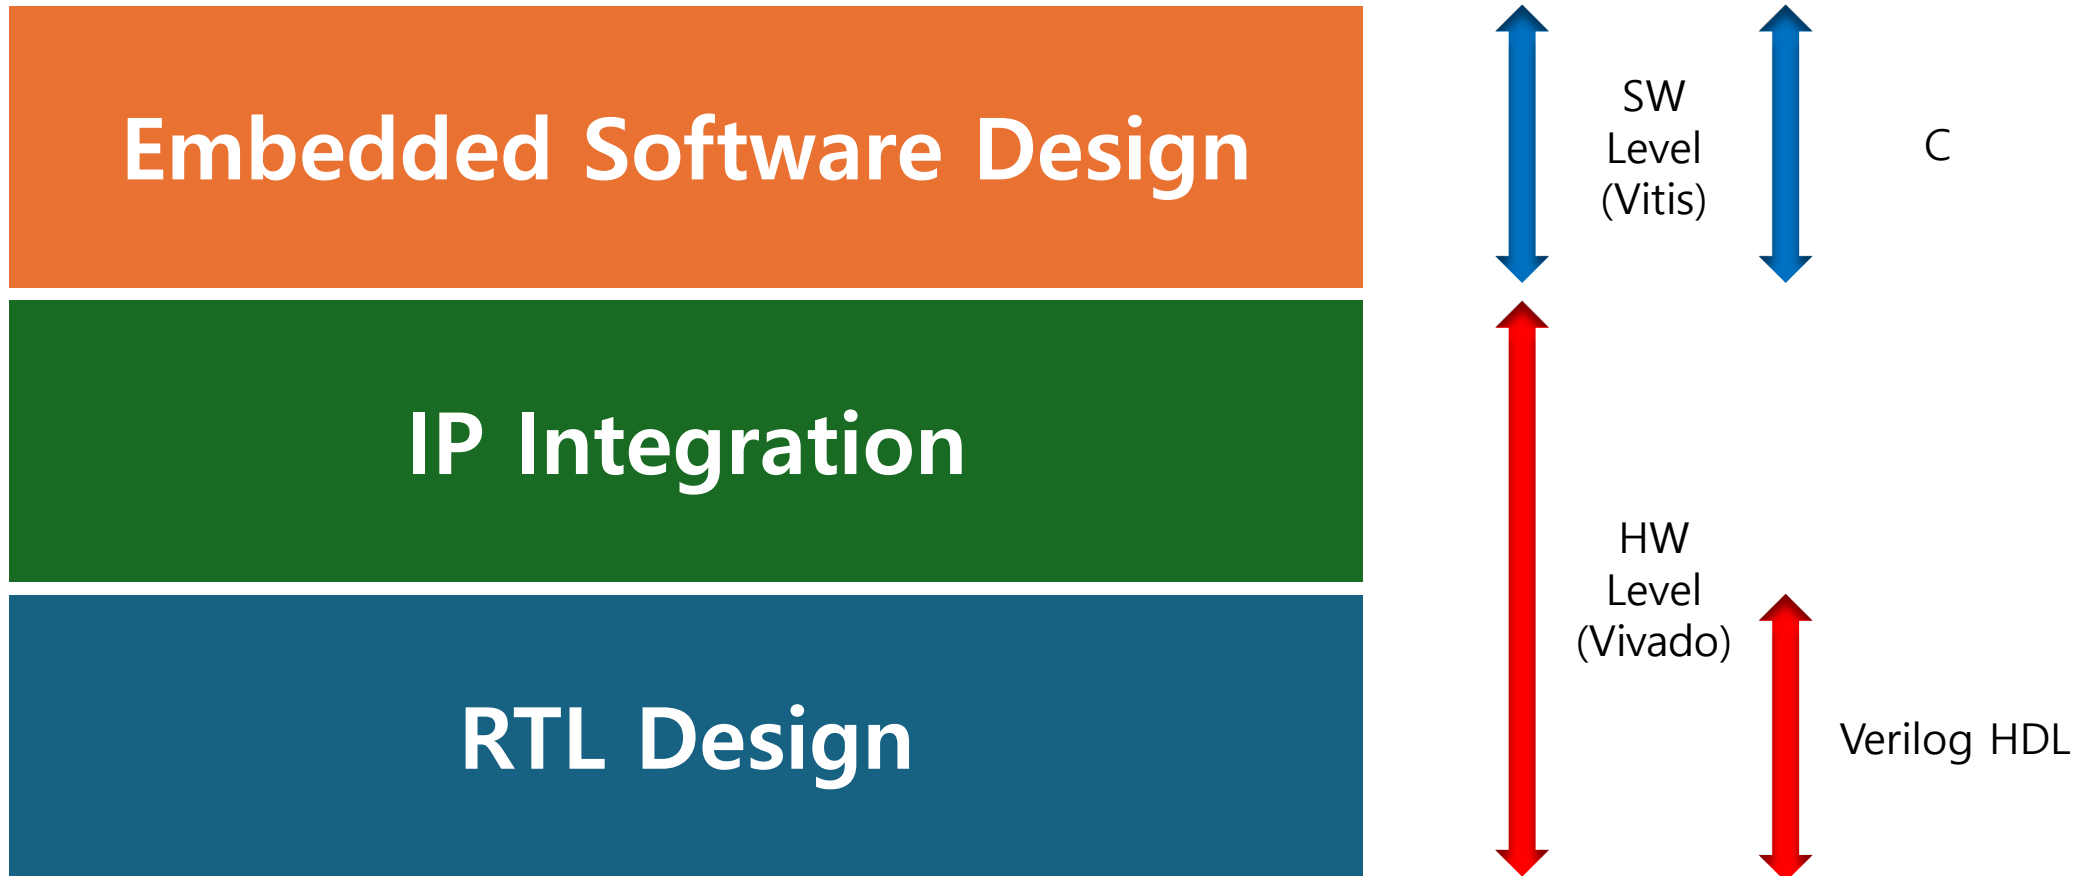 Embedded Software Design
SW
Level
(Vitis)
C
IP Integration
HW
Level
(Vivado)
RTL Design
Verilog HDL